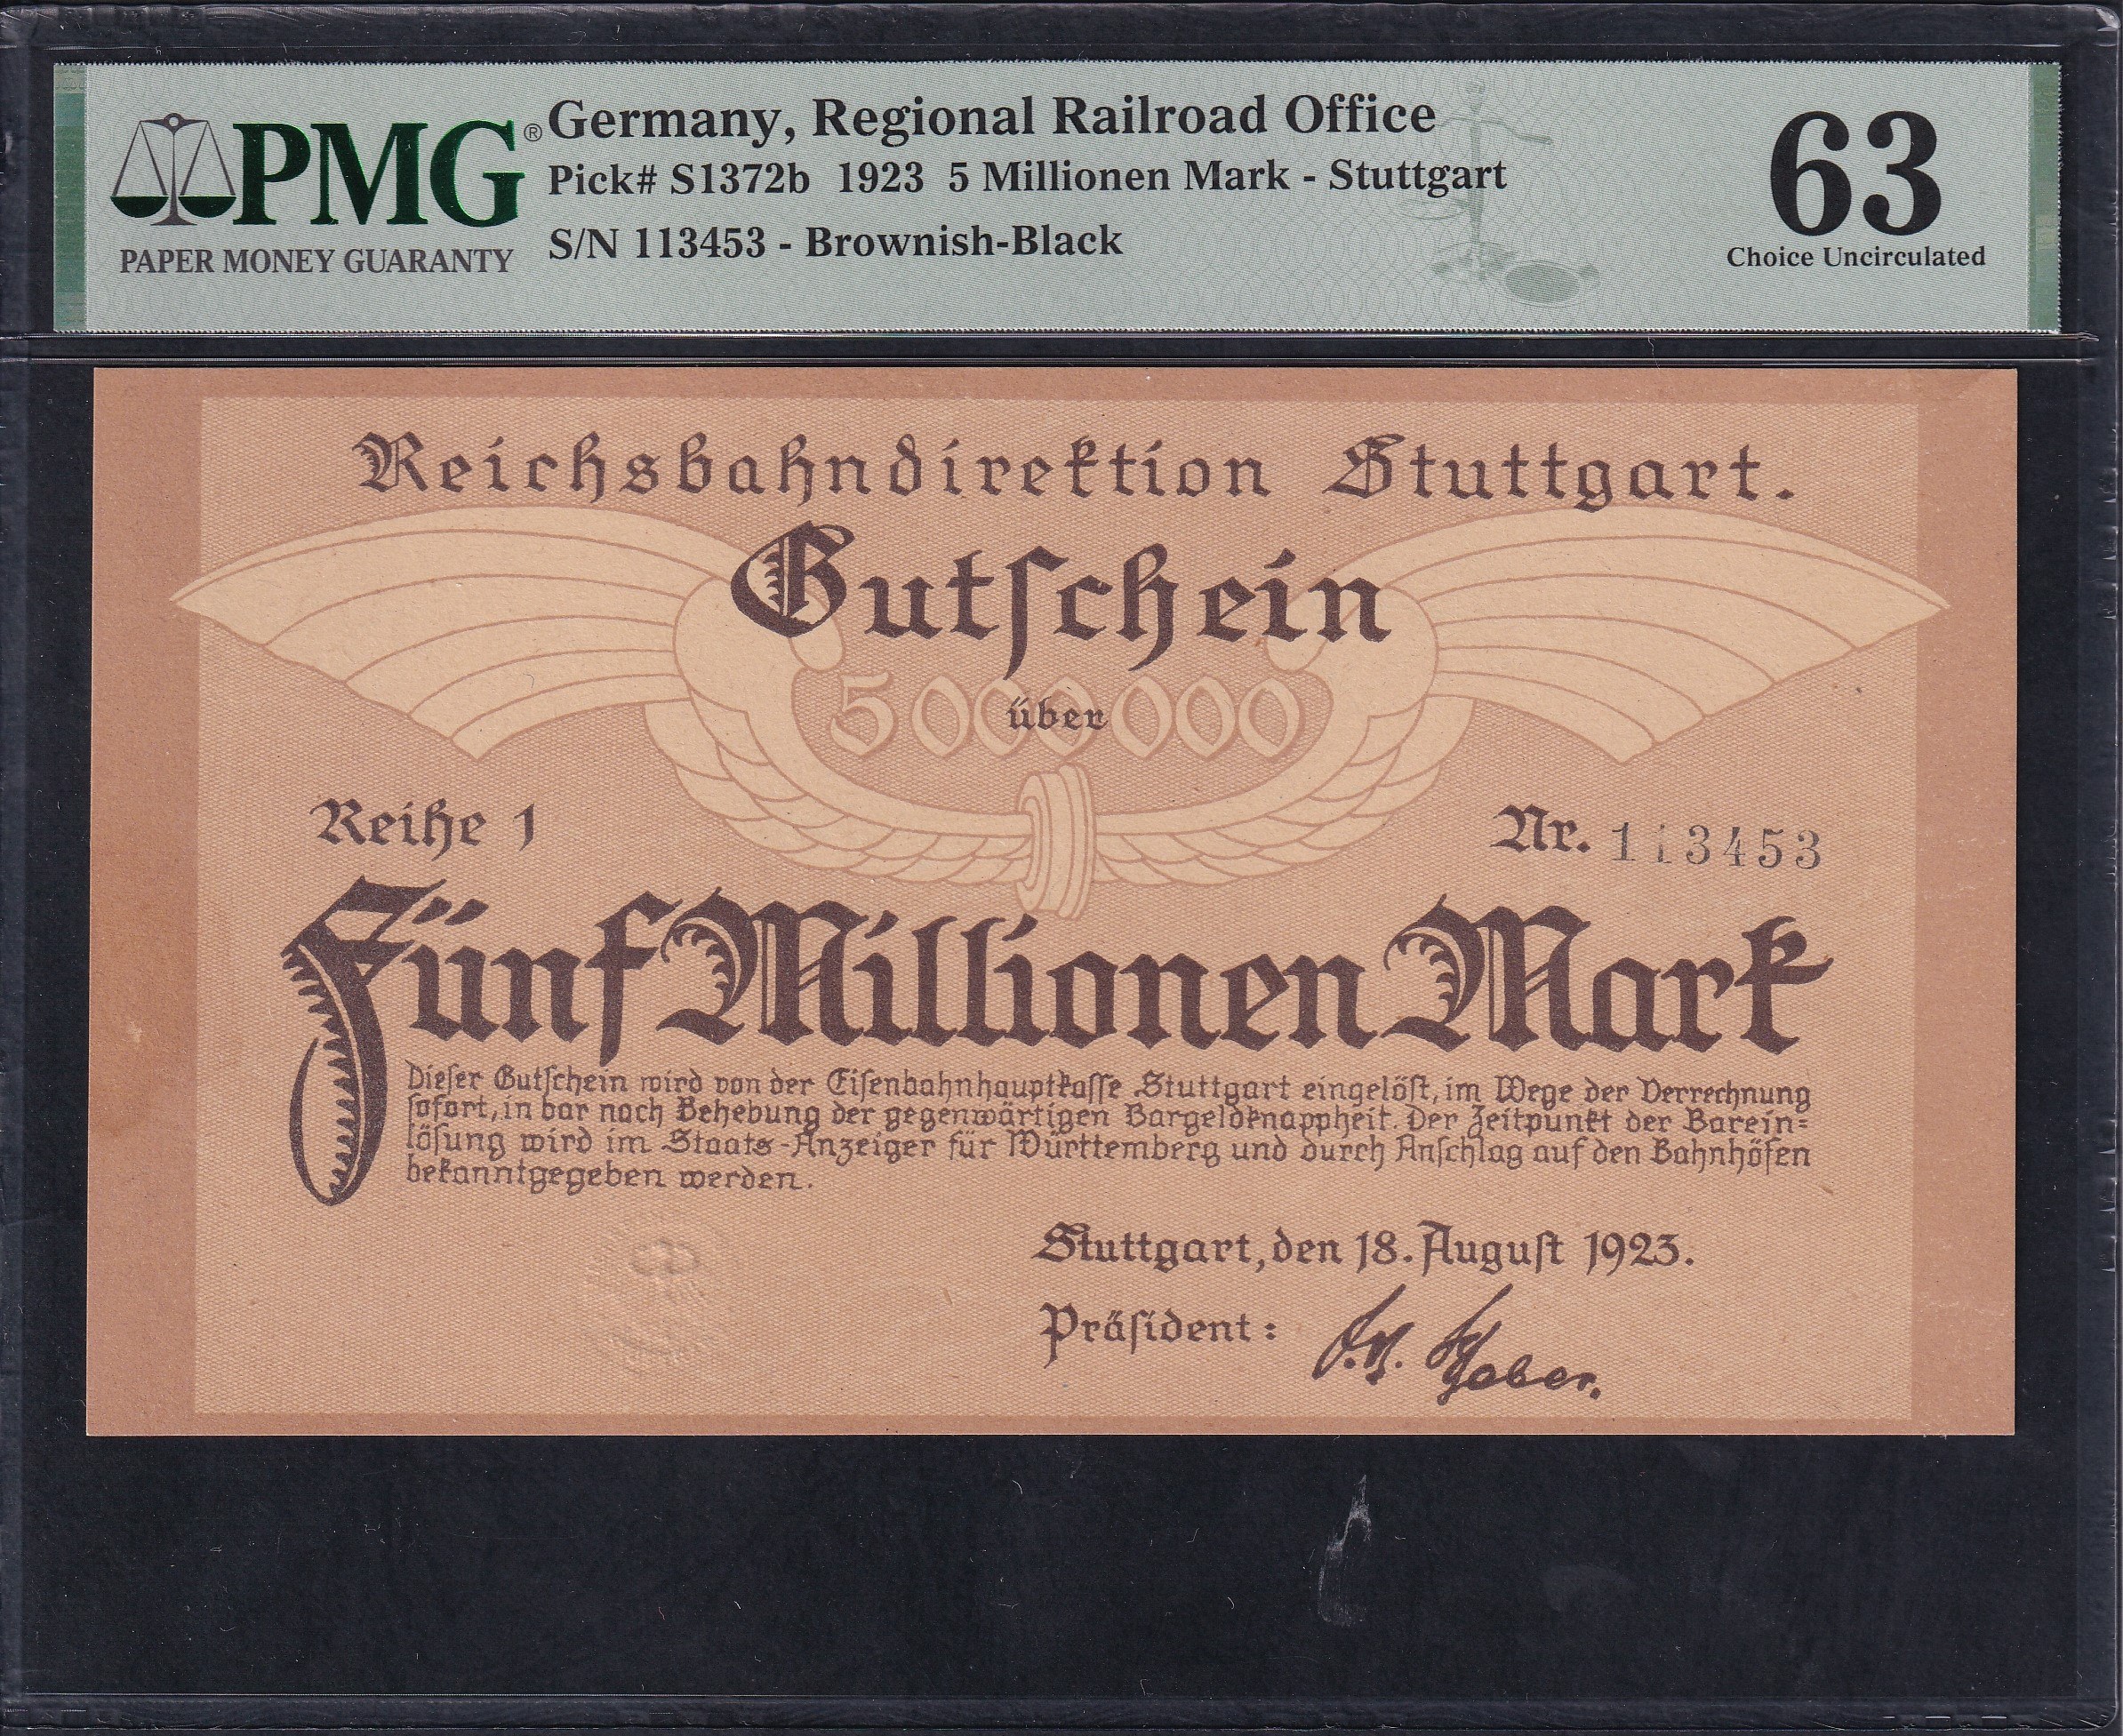 PMG®
PAPER MONEY GUARANTY
Germany, Regional Railroad Office
Pick# S1372b 1923 5 Millionen Mark - Stuttgart
S/N 113453 - Brownish-Black
63
Choice Uncirculated
Reichsbahndirektion Stuttgart.
Gutschein
5000000
über
Reihe 1
Nr. 113453
Fünf Millionen Mark
Dieser Gutschein wird von der Eisenbahnhauptkasse Stuttgart eingelöst, im Wege der Verrechnung
sofort, in bar nach Behebung der gegenwärtigen Bargeldknappheit. Der Zeitpunkt der Barein=
lösung wird im Staats-Anzeiger für Württemberg und durch Anschlag auf den Bahnhöfen
bekanntgegeben werden.
Stuttgart, den 18. August 1923.
Präsident: